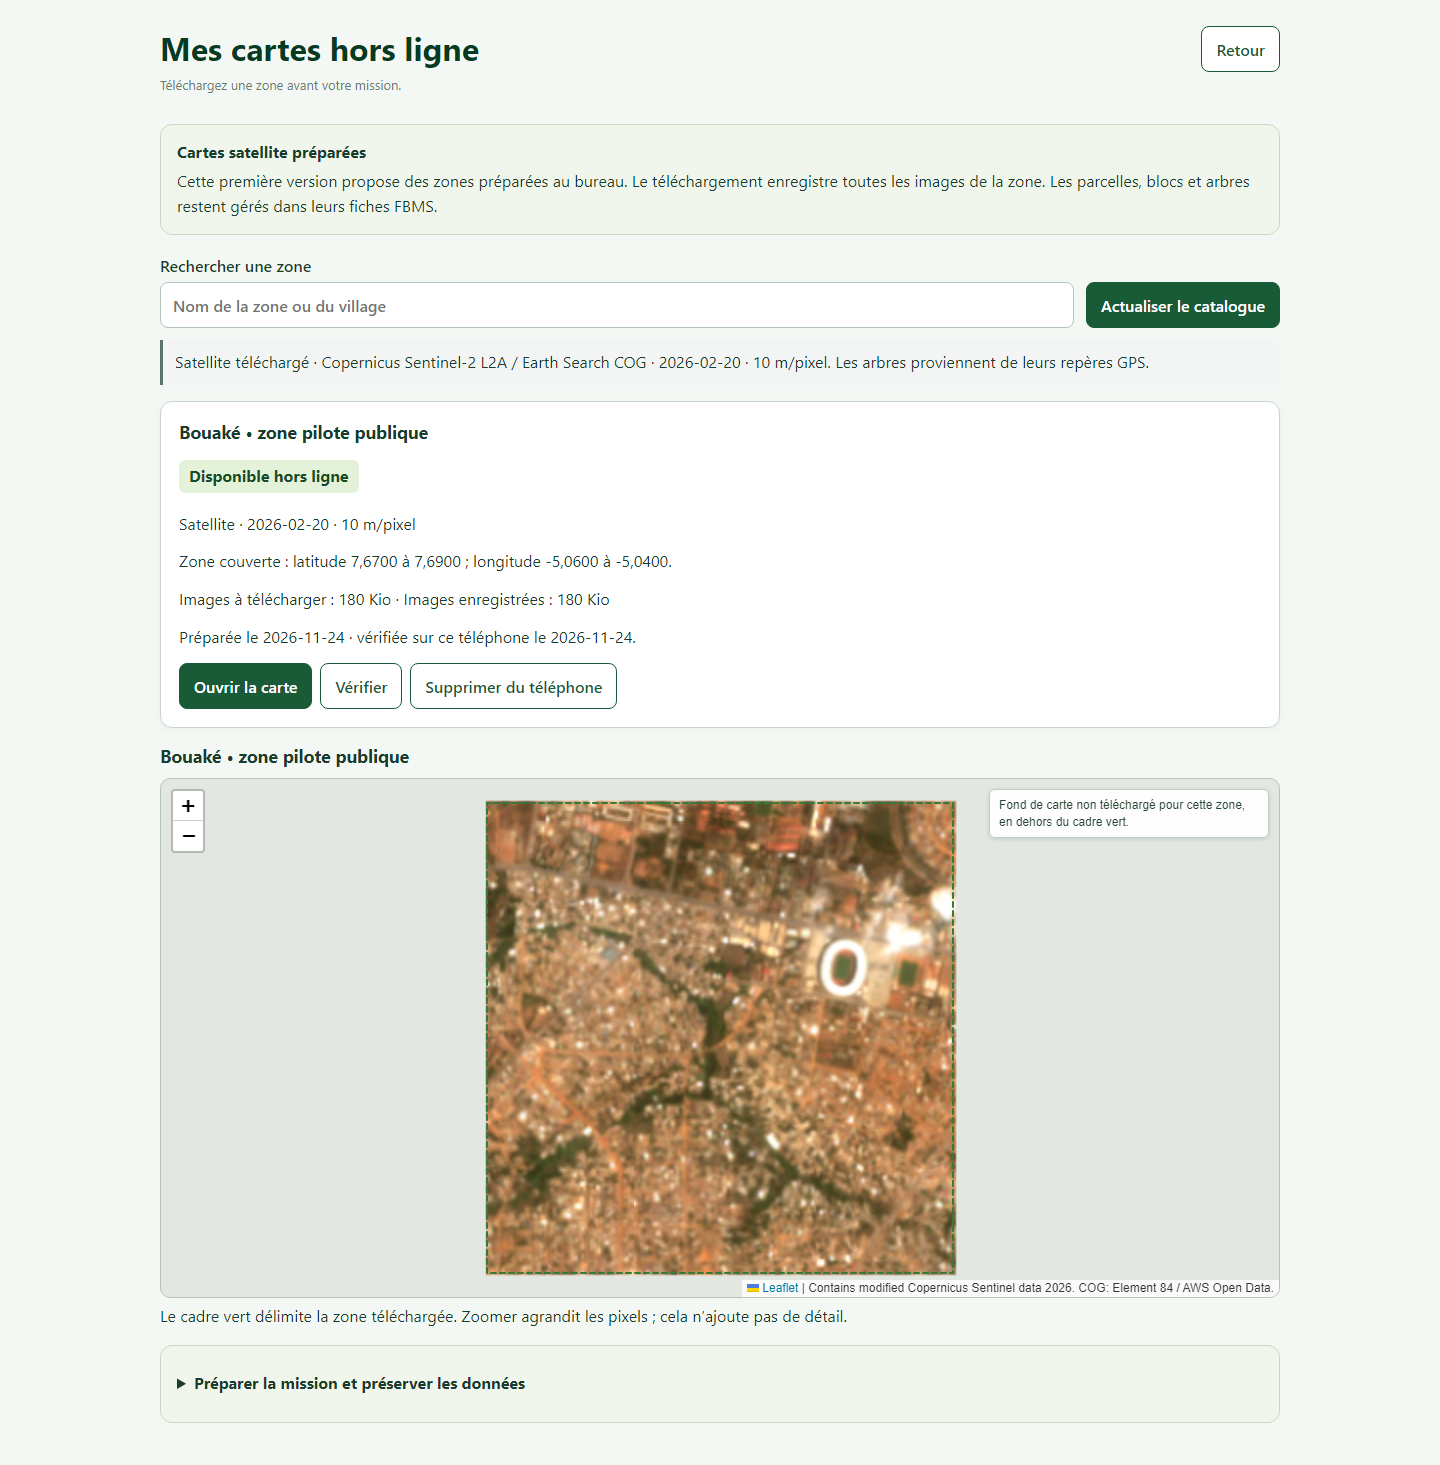 Mes cartes hors ligne
Retour
Téléchargez une zone avant votre mission.
Cartes satellite préparées
Cette première version propose des zones préparées au bureau. Le téléchargement enregistre toutes les images de la zone. Les parcelles, blocs et arbres
restent gérés dans leurs fiches FBMS.
Rechercher une zone
Nom de la zone ou du village
Actualiser le catalogue
Satellite téléchargé · Copernicus Sentinel-2 L2A / Earth Search COG · 2026-02-20 · 10 m/pixel. Les arbres proviennent de leurs repères GPS.
Bouaké • zone pilote publique
Disponible hors ligne
Satellite · 2026-02-20 · 10 m/pixel
Zone couverte : latitude 7,6700 à 7,6900 ; longitude -5,0600 à -5,0400.
Images à télécharger : 180 Kio · Images enregistrées : 180 Kio
Préparée le 2026-11-24 · vérifiée sur ce téléphone le 2026-11-24.
Ouvrir la carte
Vérifier
Supprimer du téléphone
Bouaké • zone pilote publique
+
−
Fond de carte non téléchargé pour cette zone,
en dehors du cadre vert.
Leaflet | Contains modified Copernicus Sentinel data 2026. COG: Element 84 / AWS Open Data.
Le cadre vert délimite la zone téléchargée. Zoomer agrandit les pixels ; cela n’ajoute pas de détail.
Préparer la mission et préserver les données